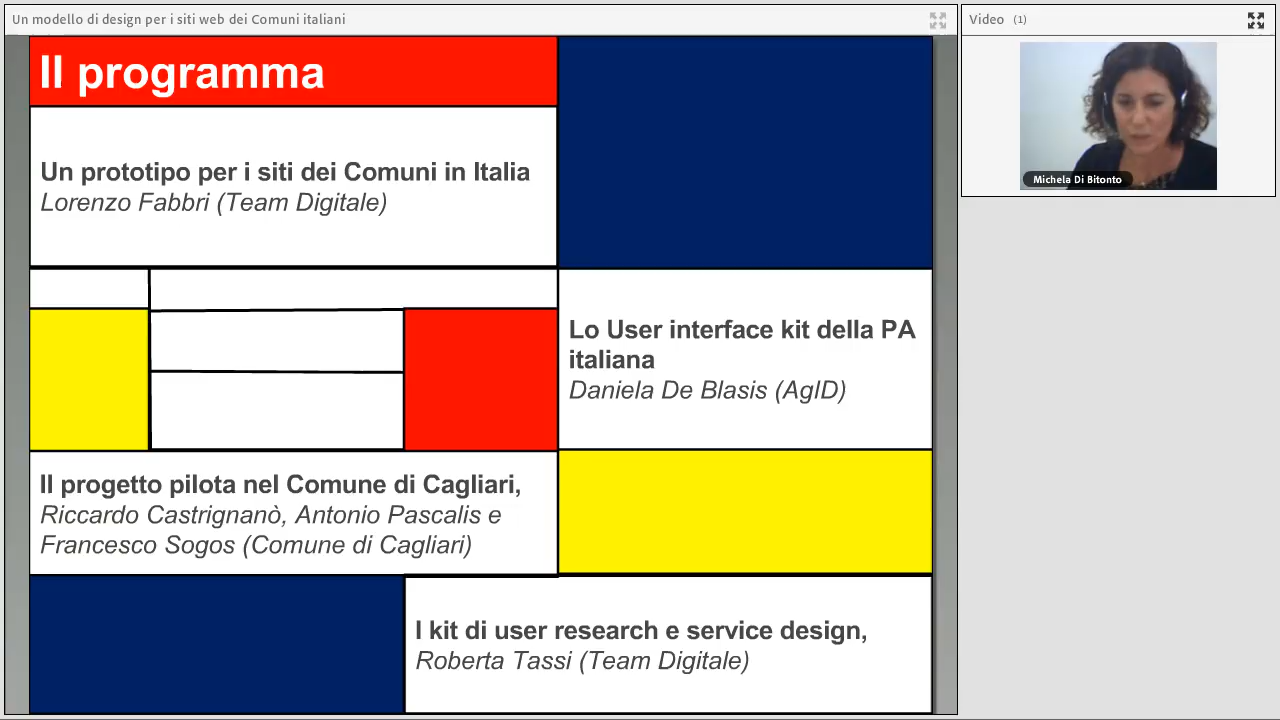 Un modello di design per i siti web dei Comuni italiani
Video (1)
Il programma
Un prototipo per i siti dei Comuni in Italia
Lorenzo Fabbri (Team Digitale)
Lo User interface kit della PA
italiana
Daniela De Blasis (AgID)
Il progetto pilota nel Comune di Cagliari,
Riccardo Castrignanò, Antonio Pascalis e
Francesco Sogos (Comune di Cagliari)
I kit di user research e service design,
Roberta Tassi (Team Digitale)
Michela Di Bitonto